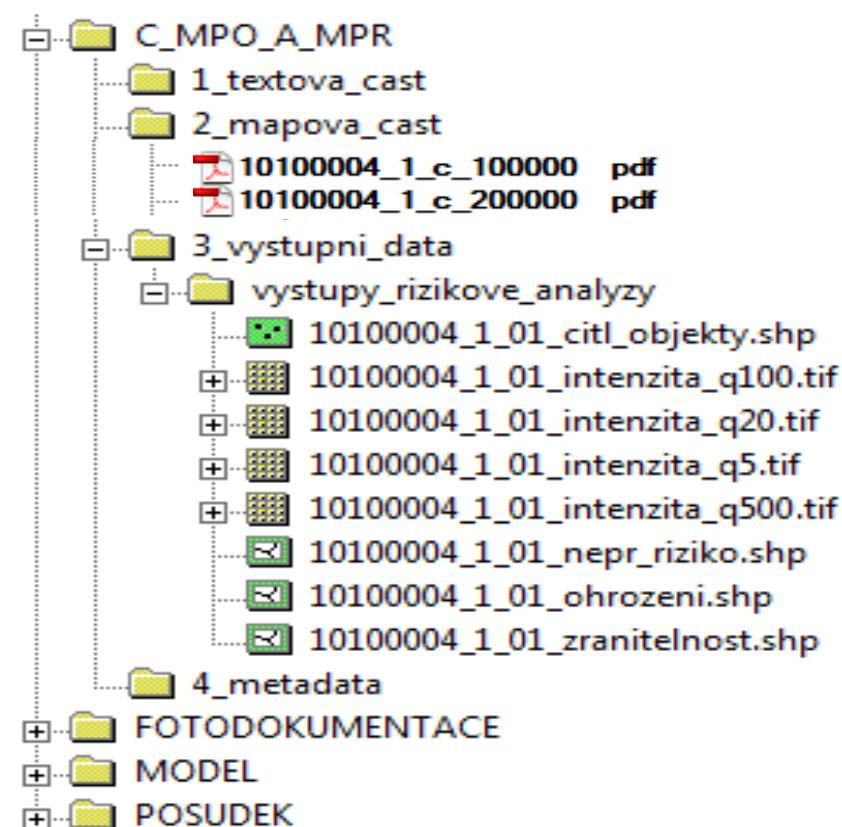 C_MPO_A_MPR
1_textova_cast
2_mapova_cast
10100004_1_c_100000 pdf
10100004_1_c_200000 pdf
3_vystupni_data
vystupy_rizikove_analyzy
10100004_1_01_citl_objekty.shp
10100004_1_01_intenzita_q100.tif
10100004_1_01_intenzita_q20.tif
10100004_1_01_intenzita_q5.tif
10100004_1_01_intenzita_q500.tif
10100004_1_01_nepr_riziko.shp
10100004_1_01_ohrozeni.shp
10100004_1_01_zranitelnost.shp
4_metadata
FOTODOKUMENTACE
MODEL
POSUDEK